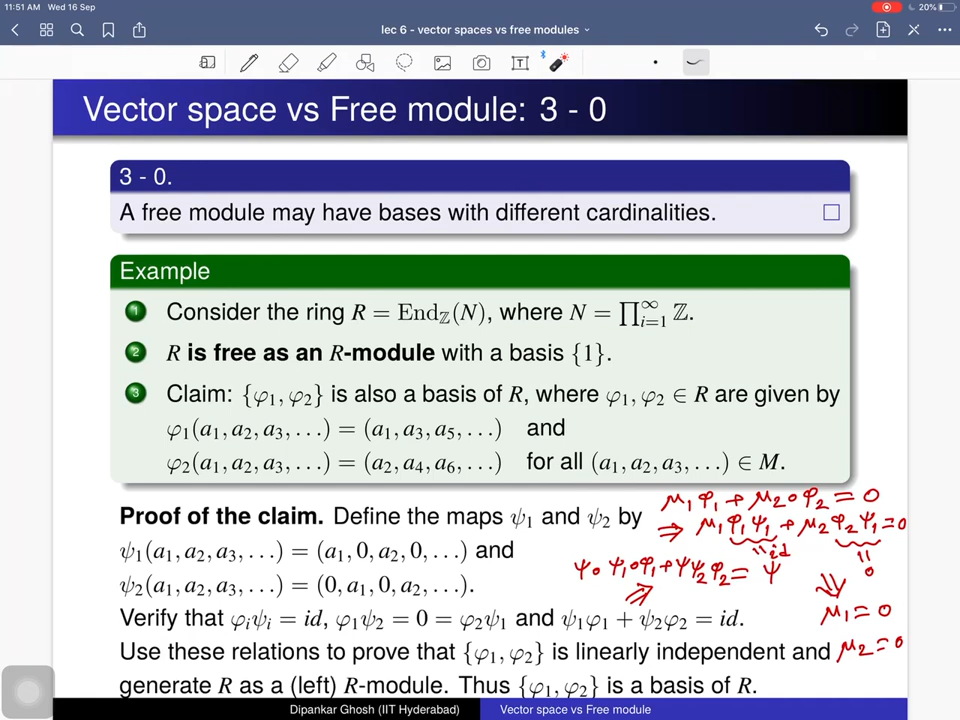 11:51 AM Wed 16 Sep
20%
lec 6 - vector spaces vs free modules
Vector space vs Free module: 3 - 0
3 - 0.
A free module may have bases with different cardinalities. □
Example
1 Consider the ring R = End_ℤ(N), where N = ∏_{i=1}^∞ ℤ.
2 R is free as an R-module with a basis {1}.
3 Claim: {φ₁, φ₂} is also a basis of R, where φ₁, φ₂ ∈ R are given by
φ₁(a₁, a₂, a₃, . . .) = (a₁, a₃, a₅, . . .) and
φ₂(a₁, a₂, a₃, . . .) = (a₂, a₄, a₆, . . .) for all (a₁, a₂, a₃, . . .) ∈ M.
μ₁φ₁ + μ₂∘φ₂ = 0
Proof of the claim. Define the maps ψ₁ and ψ₂ by
⇒ μ₁φ₁ψ₁ + μ₂φ₂ψ₁ = 0
ψ₁(a₁, a₂, a₃, . . .) = (a₁, 0, a₂, 0, . . .) and
"id
"
0
ψ∘ψ₁∘φ₁ + ψψ₂φ₂ = ψ
ψ₂(a₁, a₂, a₃, . . .) = (0, a₁, 0, a₂, . . .).
⇒
⇓
μ₁ = 0
Verify that φᵢψᵢ = id, φ₁ψ₂ = 0 = φ₂ψ₁ and ψ₁φ₁ + ψ₂φ₂ = id.
Use these relations to prove that {φ₁, φ₂} is linearly independent and
μ₂ = 0
generate R as a (left) R-module. Thus {φ₁, φ₂} is a basis of R.
Dipankar Ghosh (IIT Hyderabad) Vector space vs Free module